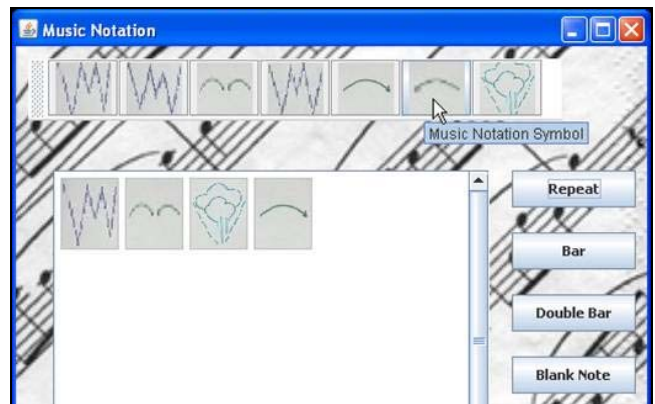 Music Notation
Music Notation Symbol
Repeat
Bar
Double Bar
Blank Note